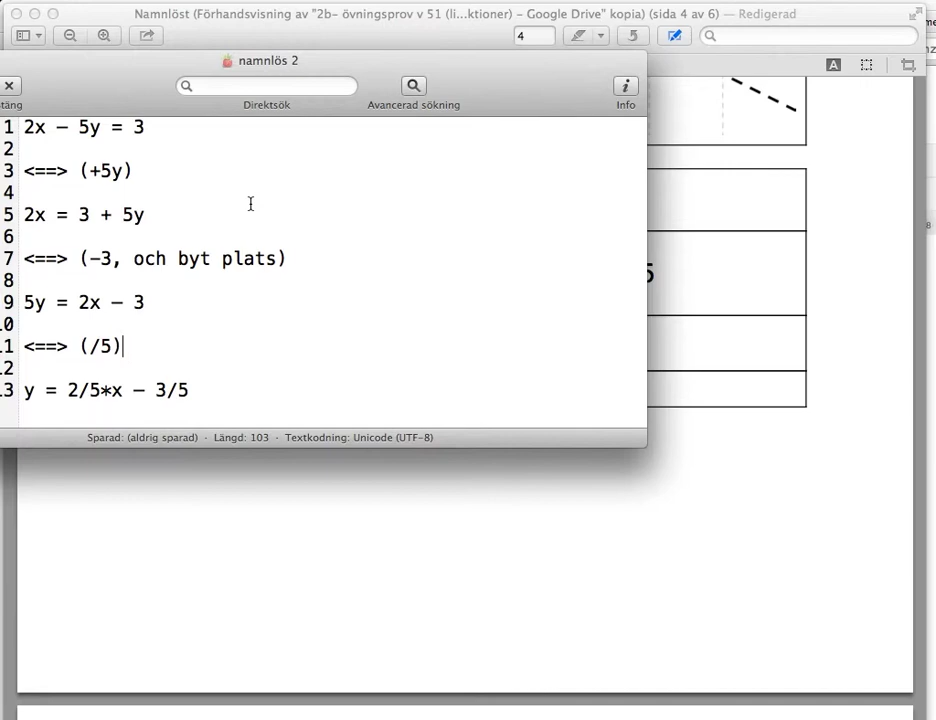 Namnlöst (Förhandsvisning av "2b- övningsprov v 51 (li...ktioner) – Google Drive" kopia) (sida 4 av 6) — Redigerad
4
namnlös 2
täng
Direktsök
Avancerad sökning
Info
A
1 2x – 5y = 3
2
3 <==> (+5y)
4
5 2x = 3 + 5y
6
7 <==> (–3, och byt plats)
8
9 5y = 2x – 3
10
11 <==> (/5)
12
13 y = 2/5*x – 3/5
5
8
Sparad: (aldrig sparad) · Längd: 103 · Textkodning: Unicode (UTF-8)